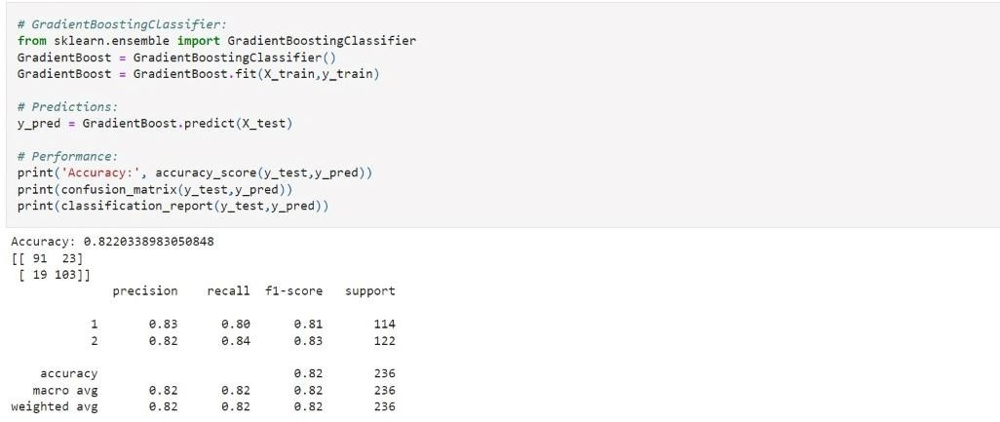 # GradientBoostingClassifier:
from sklearn.ensemble import GradientBoostingClassifier
GradientBoost = GradientBoostingClassifier()
GradientBoost = GradientBoost.fit(X_train,y_train)
# Predictions:
y_pred = GradientBoost.predict(X_test)
# Performance:
print('Accuracy:', accuracy_score(y_test,y_pred))
print(confusion_matrix(y_test,y_pred))
print(classification_report(y_test,y_pred))
Accuracy: 0.8220338983050848
[[ 91  23]
 [ 19 103]]
              precision    recall  f1-score   support
           1       0.83      0.80      0.81       114
           2       0.82      0.84      0.83       122
    accuracy                           0.82       236
   macro avg       0.82      0.82      0.82       236
weighted avg       0.82      0.82      0.82       236